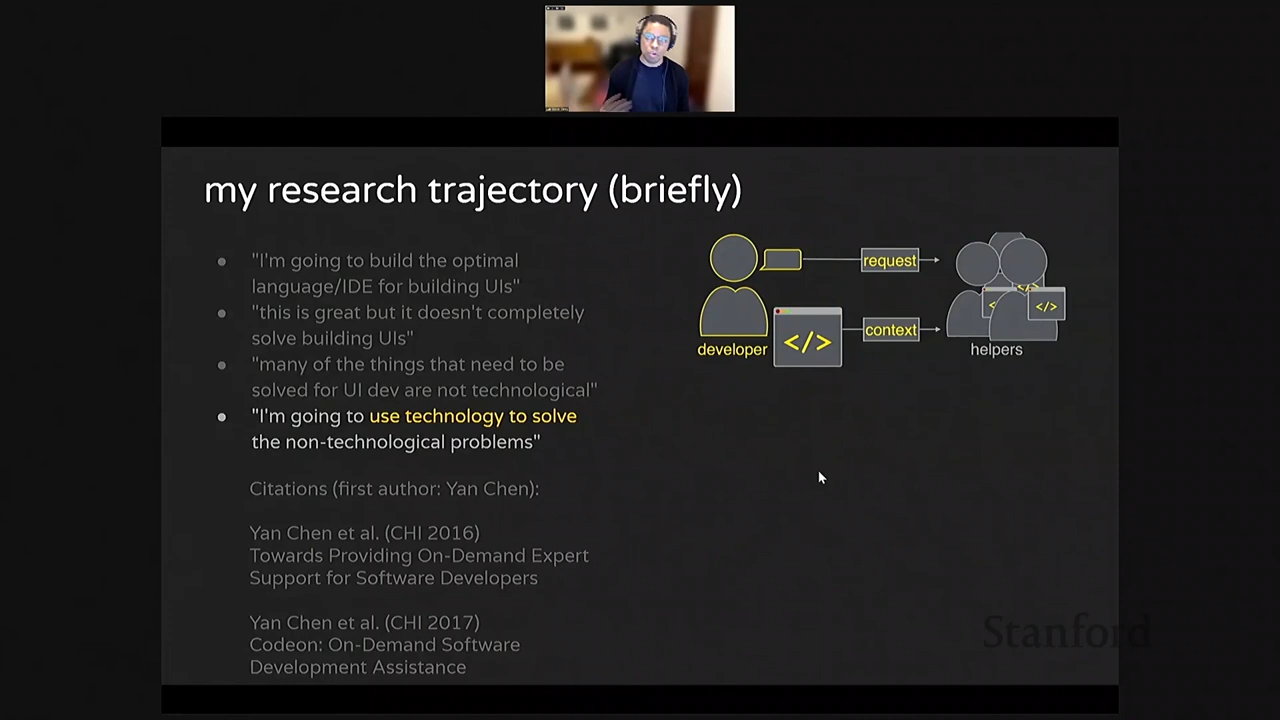 my research trajectory (briefly)
"I'm going to build the optimal
language/IDE for building UIs"
"this is great but it doesn't completely
solve building UIs"
"many of the things that need to be
solved for UI dev are not technological"
"I'm going to use technology to solve
the non-technological problems"
Citations (first author: Yan Chen):
Yan Chen et al. (CHI 2016)
Towards Providing On-Demand Expert
Support for Software Developers
Yan Chen et al. (CHI 2017)
Codeon: On-Demand Software
Development Assistance
request
</>
context
</>
</>
developer
helpers
Stanford